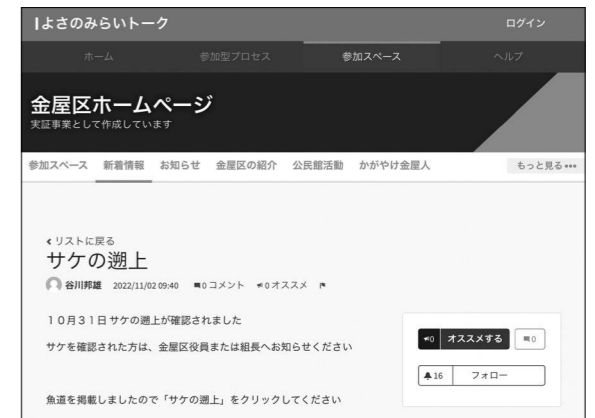 よさのみらいトーク
ログイン
ホーム 参加型プロセス 参加スペース ヘルプ
金屋区ホームページ
実証事業として作成しています
参加スペース 新着情報 お知らせ 金屋区の紹介 公民館活動 かがやけ金屋人 もっと見る •••
リストに戻る
サケの遡上
谷川邦雄 2022/11/02 09:40 0コメント 0オススメ
10月31日サケの遡上が確認されました
サケを確認された方は、金屋区役員または組長へお知らせください
魚道を掲載しましたので「サケの遡上」をクリックしてください
0 オススメする 0
16 フォロー